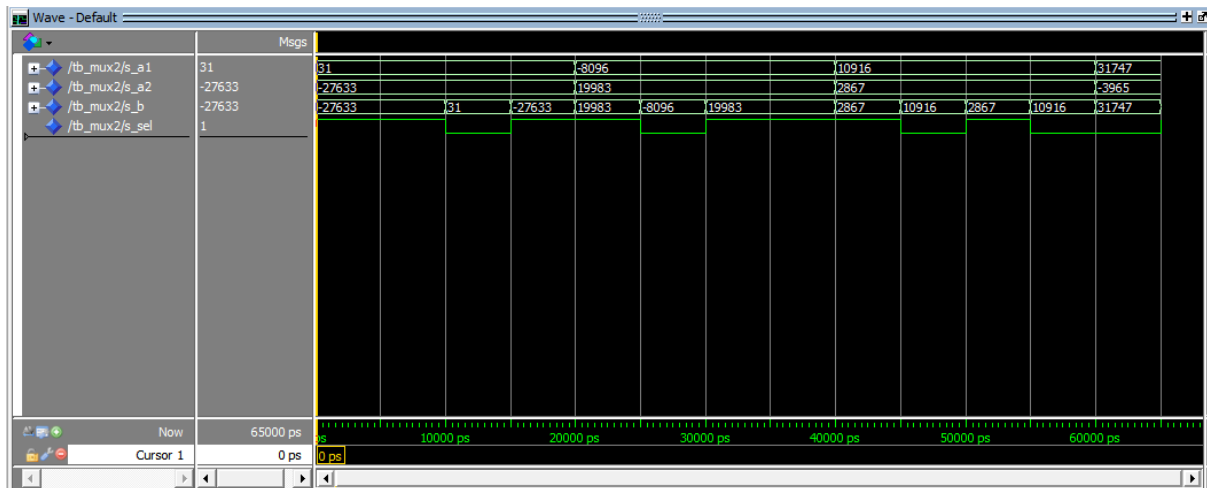 Wave - Default
Msgs
/tb_mux2/s_a1 31 31 -8096 10916 31747
/tb_mux2/s_a2 -27633 -27633 19983 2867 -3965
/tb_mux2/s_b -27633 -27633 31 -27633 19983 -8096 19983 2867 10916 2867 10916 31747
/tb_mux2/s_sel 1
Now 65000 ps ps 10000 ps 20000 ps 30000 ps 40000 ps 50000 ps 60000 ps
Cursor 1 0 ps 0 ps